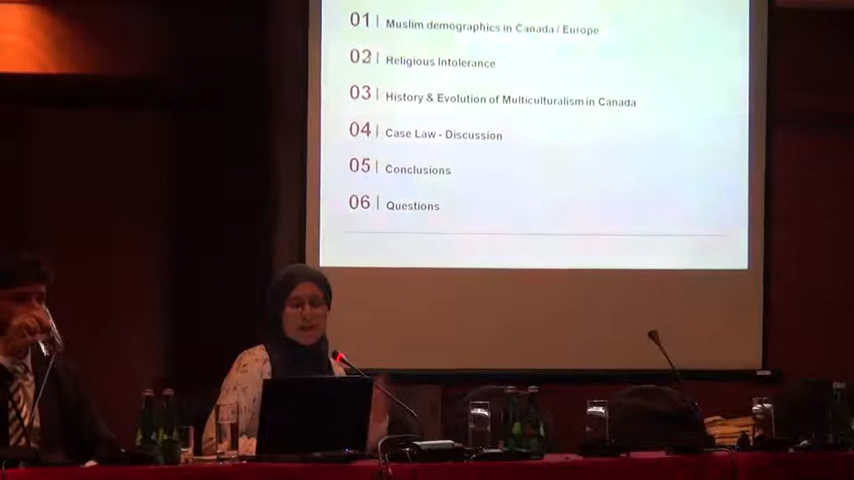 01 | Muslim demographics in Canada / Europe
02 | Religious Intolerance
03 | History & Evolution of Multiculturalism in Canada
04 | Case Law - Discussion
05 | Conclusions
06 | Questions